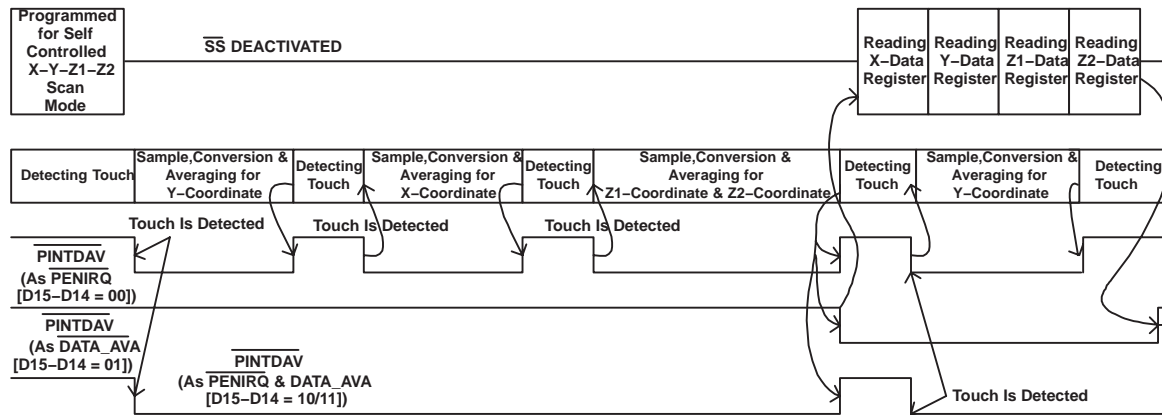 Programmed
for Self
Controlled
X−Y−Z1−Z2
Scan
Mode
SS DEACTIVATED
Reading
X−Data
Register
Reading
Y−Data
Register
Reading
Z1−Data
Register
Reading
Z2−Data
Register
Detecting Touch
Sample,Conversion &
Averaging for
Y−Coordinate
Detecting
Touch
Sample,Conversion &
Averaging for
X−Coordinate
Detecting
Touch
Sample,Conversion &
Averaging for
Z1−Coordinate & Z2−Coordinate
Detecting
Touch
Sample,Conversion &
Averaging for
Y−Coordinate
Detecting
Touch
Touch Is Detected
Touch Is Detected
Touch Is Detected
PINTDAV
(As PENIRQ
[D15−D14 = 00])
PINTDAV
(As DATA_AVA
[D15−D14 = 01])
PINTDAV
(As PENIRQ & DATA_AVA
[D15−D14 = 10/11])
Touch Is Detected